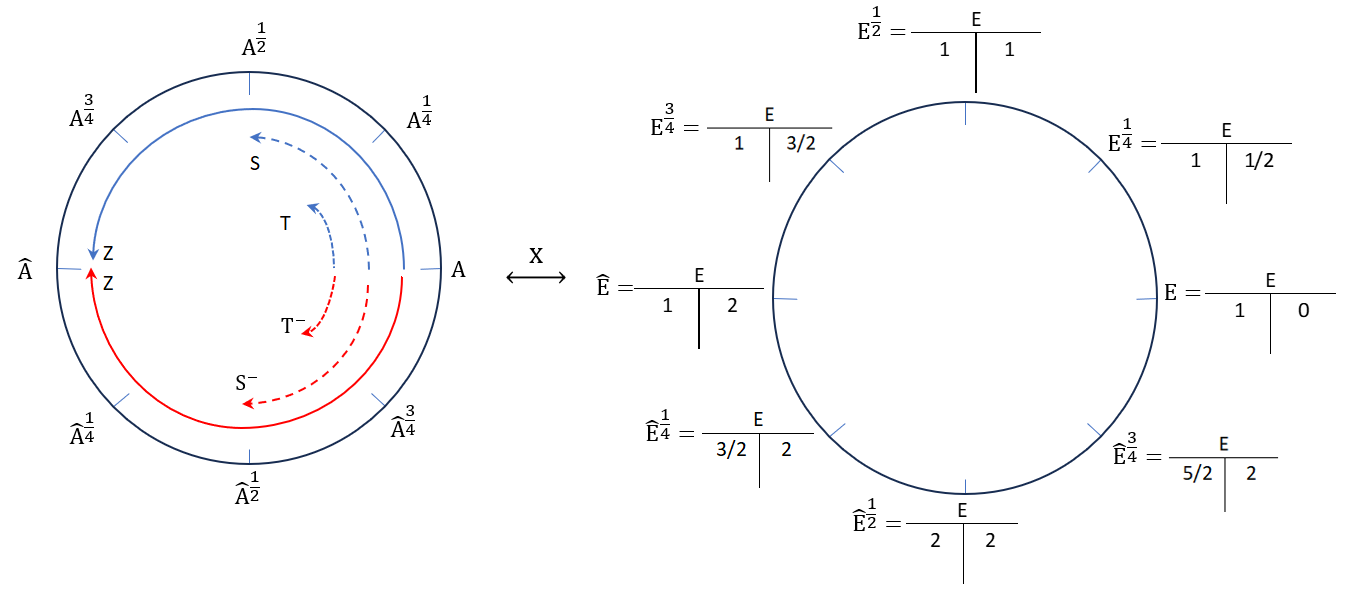 A^1/2
A^3/4
A^1/4
S
T
Z
Z
Â
A
T⁻
S⁻
Â^1/4
Â^3/4
Â^1/2
X
E^1/2 = E
1 1
E^3/4 = E
1 3/2
E^1/4 = E
1 1/2
Ê = E
1 2
E = E
1 0
Ê^1/4 = E
3/2 2
Ê^3/4 = E
5/2 2
Ê^1/2 = E
2 2